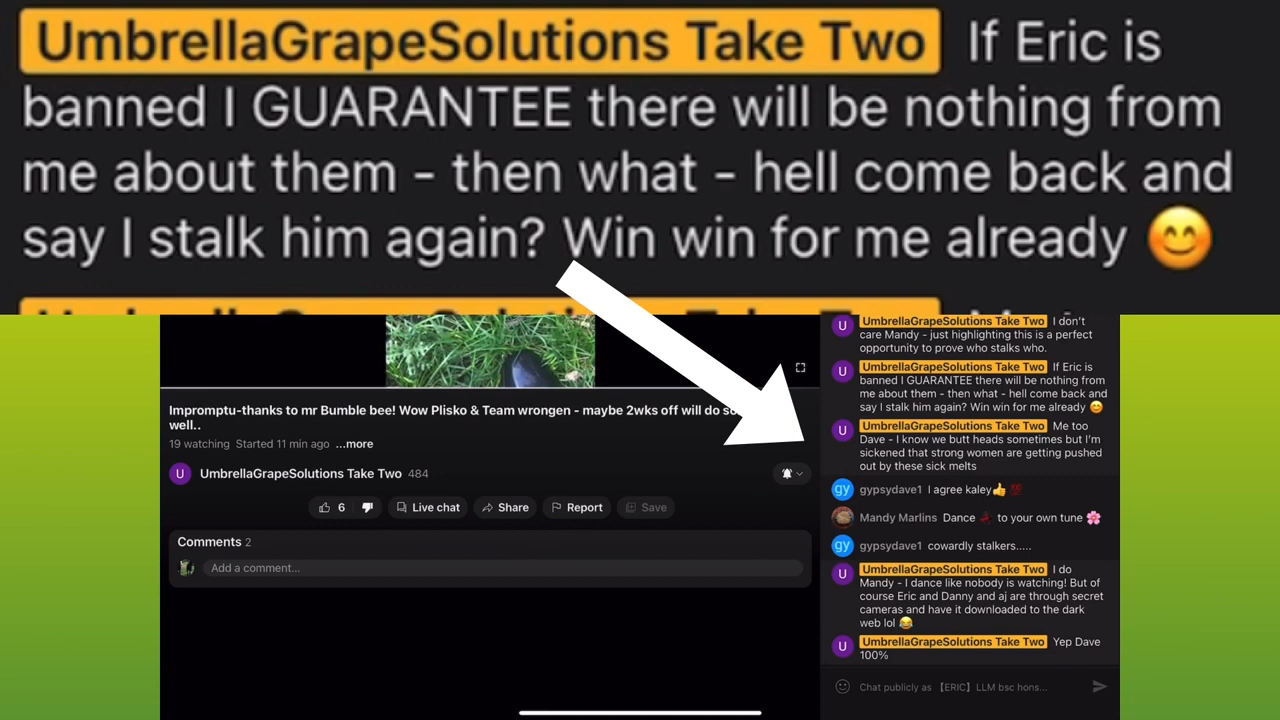 UmbrellaGrapeSolutions Take Two If Eric is
banned I GUARANTEE there will be nothing from
me about them - then what - hell come back and
say I stalk him again? Win win for me already 😊
Impromptu-thanks to mr Bumble bee! Wow Plisko & Team wrongen - maybe 2wks off will do
well..
19 watching Started 11 min ago ...more
U UmbrellaGrapeSolutions Take Two 484
6 Live chat Share Report Save
Comments 2
Add a comment...
U UmbrellaGrapeSolutions Take Two I don't
care Mandy - just highlighting this is a perfect
opportunity to prove who stalks who.
U UmbrellaGrapeSolutions Take Two If Eric is
banned I GUARANTEE there will be nothing from
me about them - then what - hell come back and
say I stalk him again? Win win for me already 😊
U UmbrellaGrapeSolutions Take Two Me too
Dave - I know we butt heads sometimes but I'm
sickened that strong women are getting pushed
out by these sick melts
gy gypsydave1 I agree kaley👍 💯
Mandy Marlins Dance 💃 to your own tune 🌸
gy gypsydave1 cowardly stalkers.....
U UmbrellaGrapeSolutions Take Two I do
Mandy - I dance like nobody is watching! But of
course Eric and Danny and aj are through secret
cameras and have it downloaded to the dark
web lol 😂
U UmbrellaGrapeSolutions Take Two Yep Dave
100%
Chat publicly as 【ERIC】LLM bsc hons...